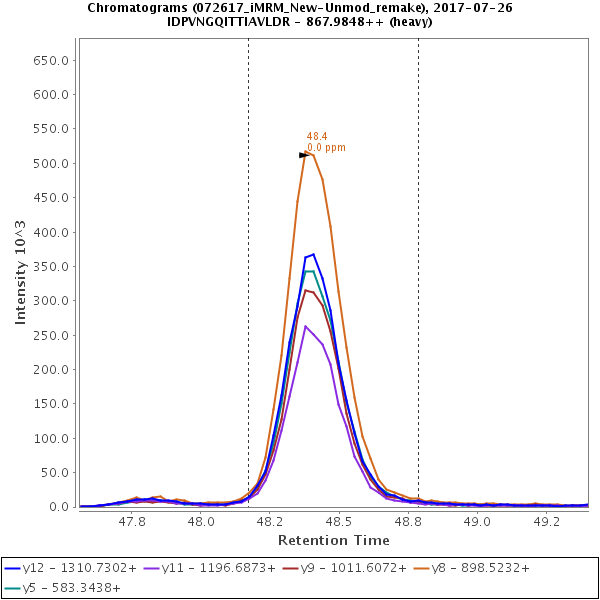 Chromatograms (072617_iMRM_New-Unmod_remake), 2017-07-26
IDPVNGQITTIAVLDR - 867.9848++ (heavy)
650.0
600.0
550.0
500.0
450.0
400.0
350.0
300.0
250.0
200.0
150.0
100.0
50.0
0.0
Intensity 10^3
48.4
0.0 ppm
47.8
48.0
48.2
48.5
48.8
49.0
49.2
Retention Time
y12 - 1310.7302+
y11 - 1196.6873+
y9 - 1011.6072+
y8 - 898.5232+
y5 - 583.3438+